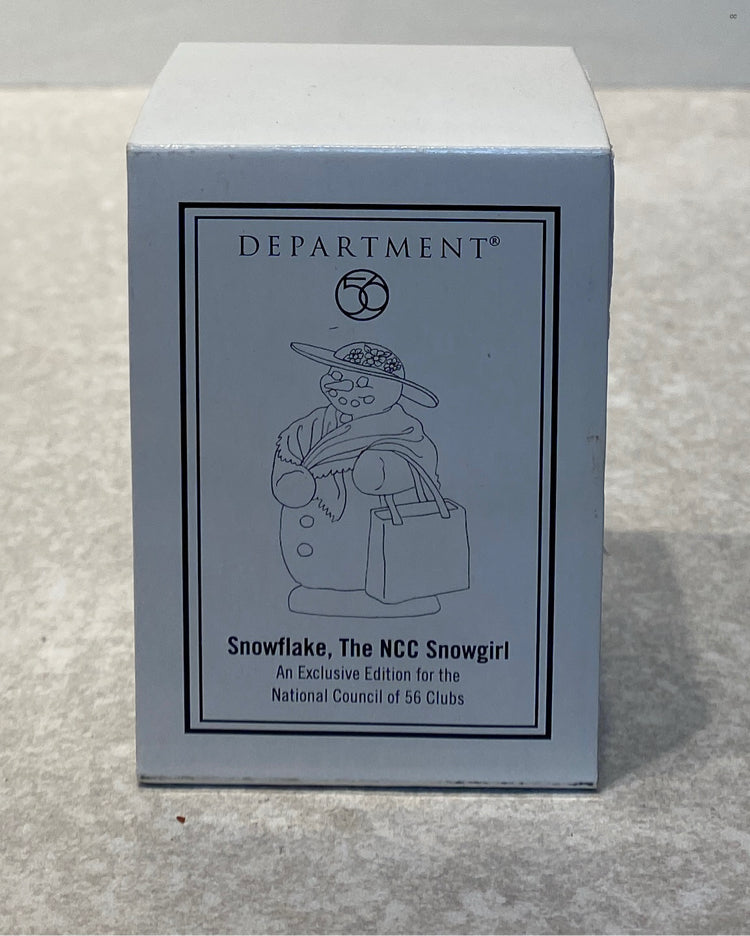 DEPARTMENT®
56
Snowflake, The NCC Snowgirl
An Exclusive Edition for the
National Council of 56 Clubs